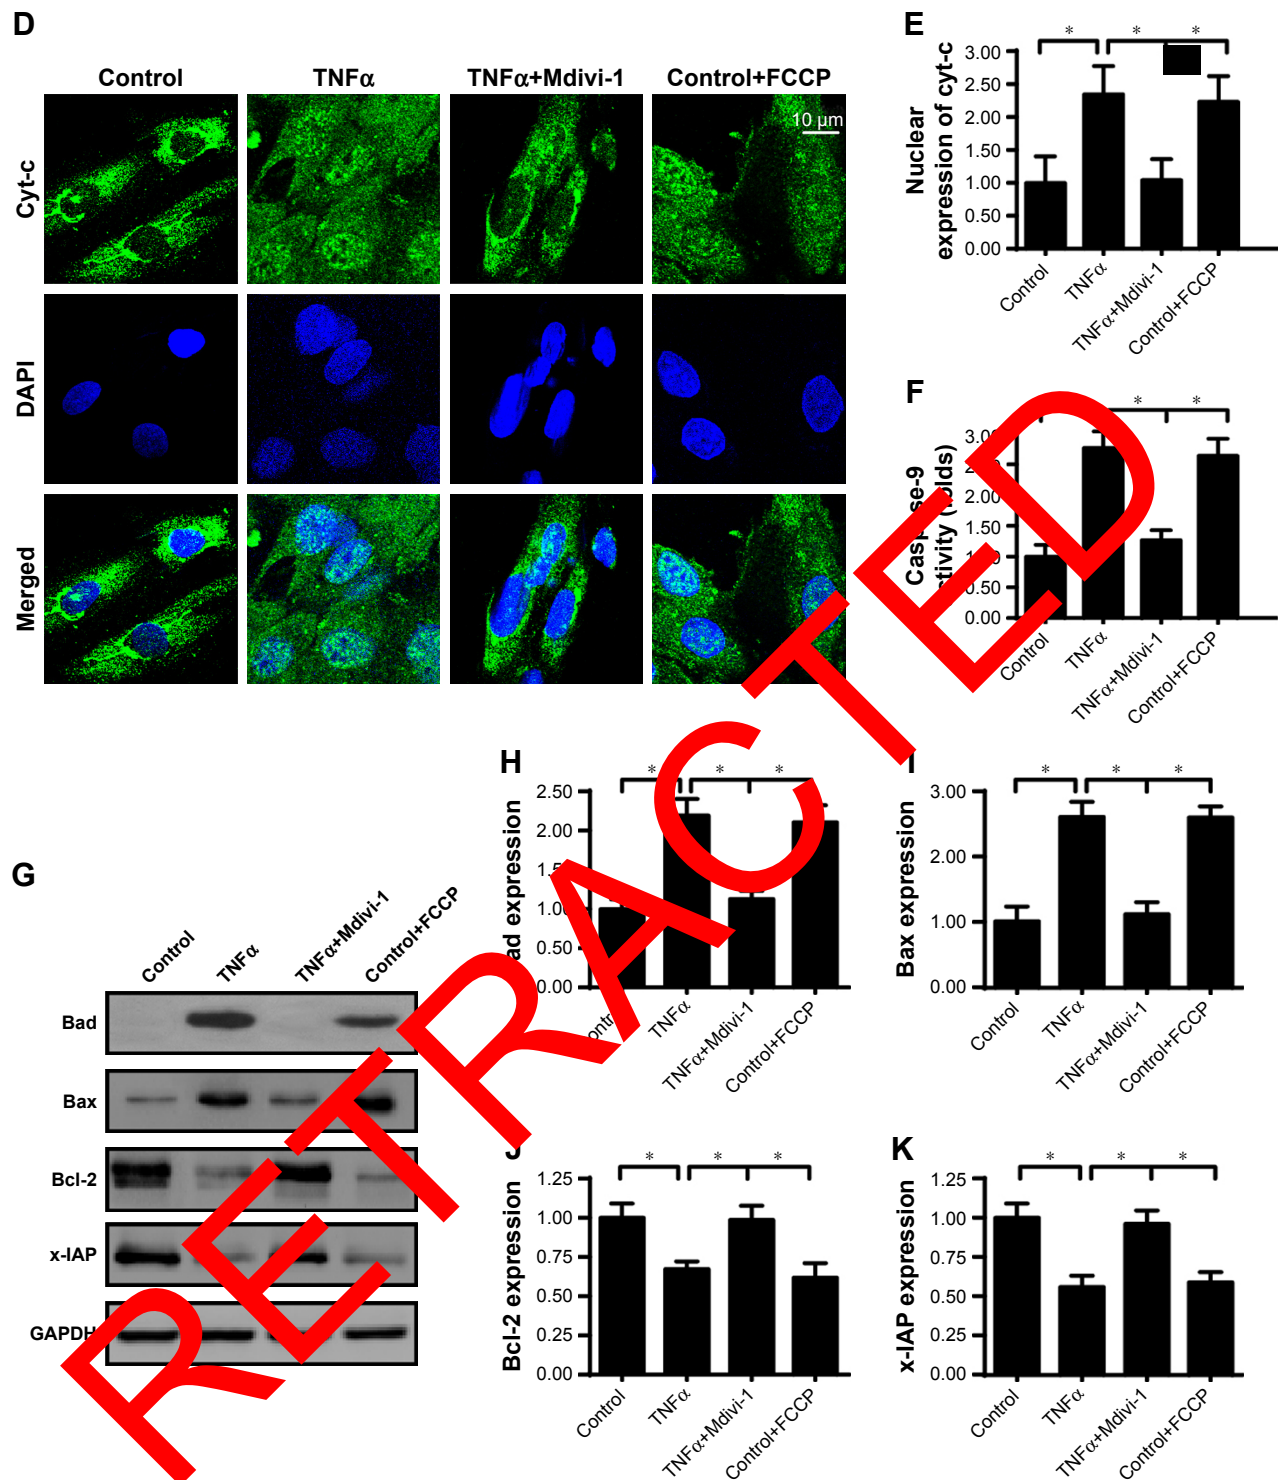 D
Control TNFα TNFα+Mdivi-1 Control+FCCP
Cyt-c
10 µm
DAPI
Merged
E
* * *
Nuclear
expression of cyt-c
3.00
2.50
2.00
1.50
1.00
0.50
0.00
Control
TNFα
TNFα+Mdivi-1
Control+FCCP
F
* *
2.00
1.50
0.50
0.00
Control
TNFα
TNFα+Mdivi-1
Control+FCCP
G
Control
TNFα
TNFα+Mdivi-1
Control+FCCP
Bad
Bax
Bcl-2
x-IAP
GAPDH
H
* * *
expression
2.50
2.00
1.00
0.50
0.00
TNFα
TNFα+Mdivi-1
Control+FCCP
I
* * *
Bax expression
3.00
2.00
1.00
0.00
Control
TNFα
TNFα+Mdivi-1
Control+FCCP
J
* * *
Bcl-2 expression
1.25
1.00
0.75
0.50
0.25
0.00
Control
TNFα
TNFα+Mdivi-1
Control+FCCP
K
* * *
x-IAP expression
1.25
1.00
0.75
0.50
0.25
0.00
Control
TNFα
TNFα+Mdivi-1
Control+FCCP
RETRACTED